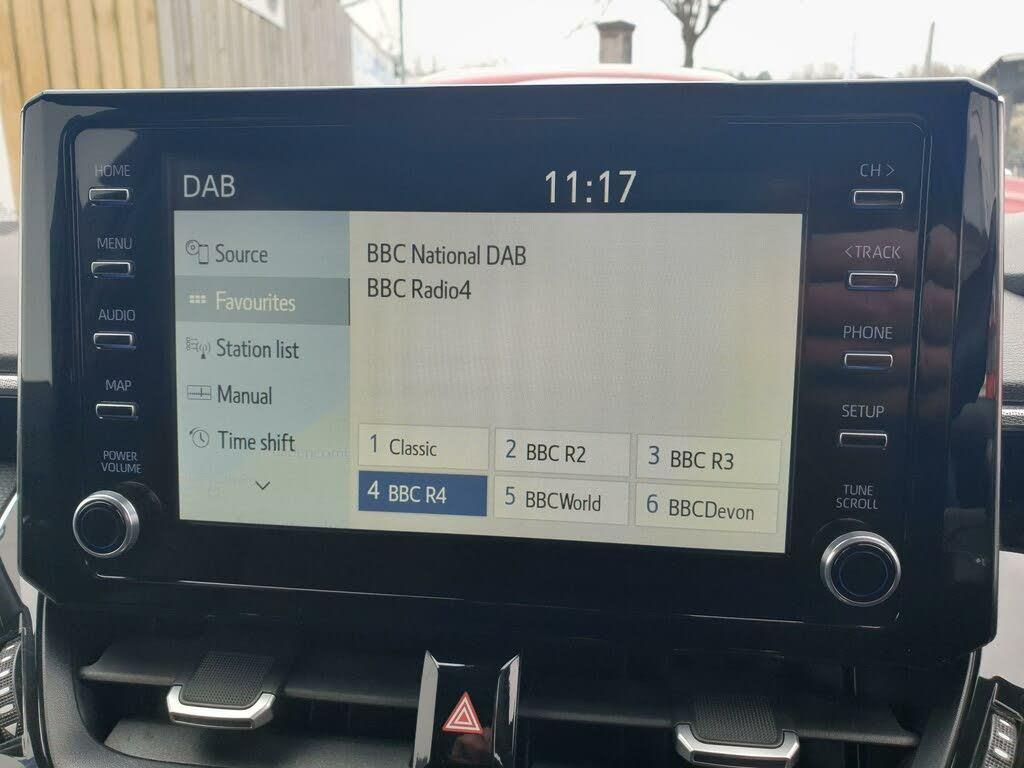 HOME
MENU
AUDIO
MAP
POWER
VOLUME
DAB
11:17
Source
Favourites
Station list
Manual
Time shift
BBC National DAB
BBC Radio4
1 Classic
2 BBC R2
3 BBC R3
4 BBC R4
5 BBCWorld
6 BBCDevon
CH >
<TRACK
PHONE
SETUP
TUNE
SCROLL